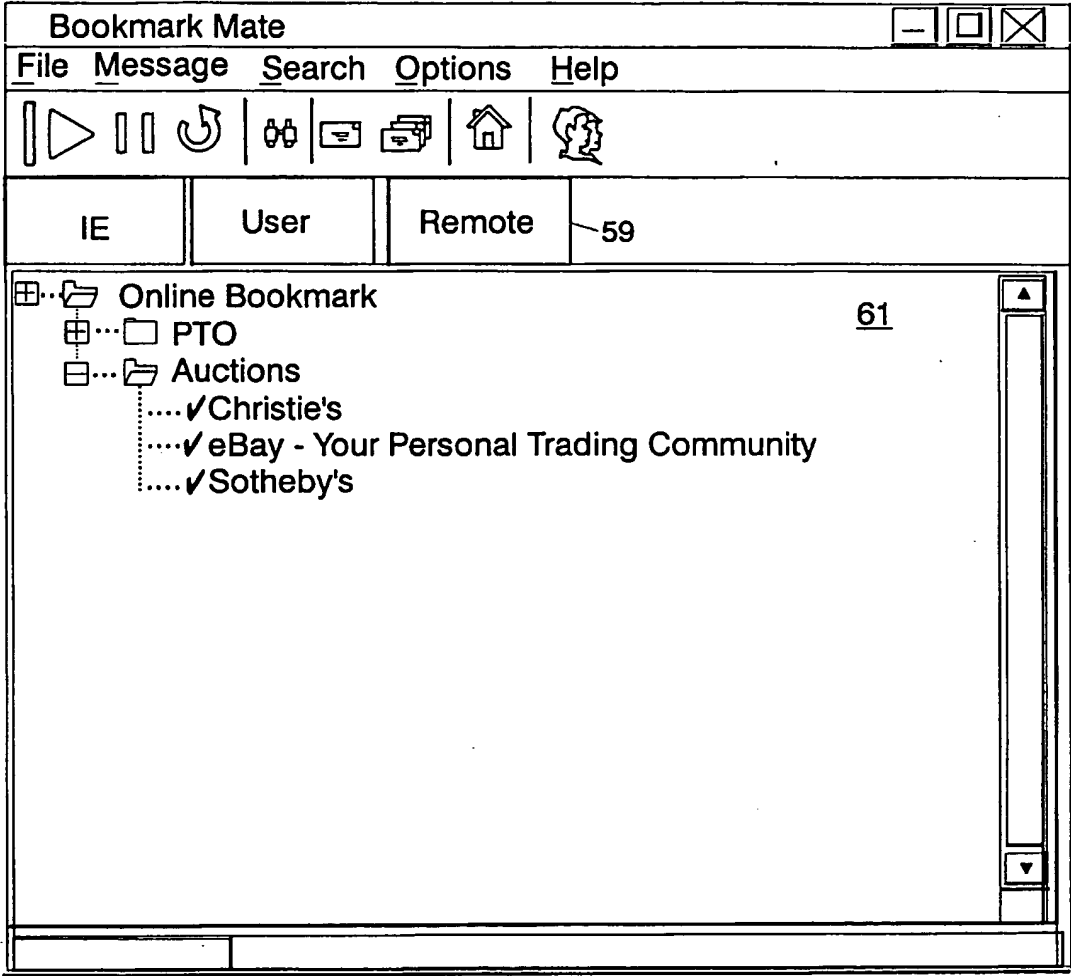 Bookmark Mate
File Message Search Options Help
IE User Remote 59
Online Bookmark
61
PTO
Auctions
✓Christie's
✓eBay - Your Personal Trading Community
✓Sotheby's